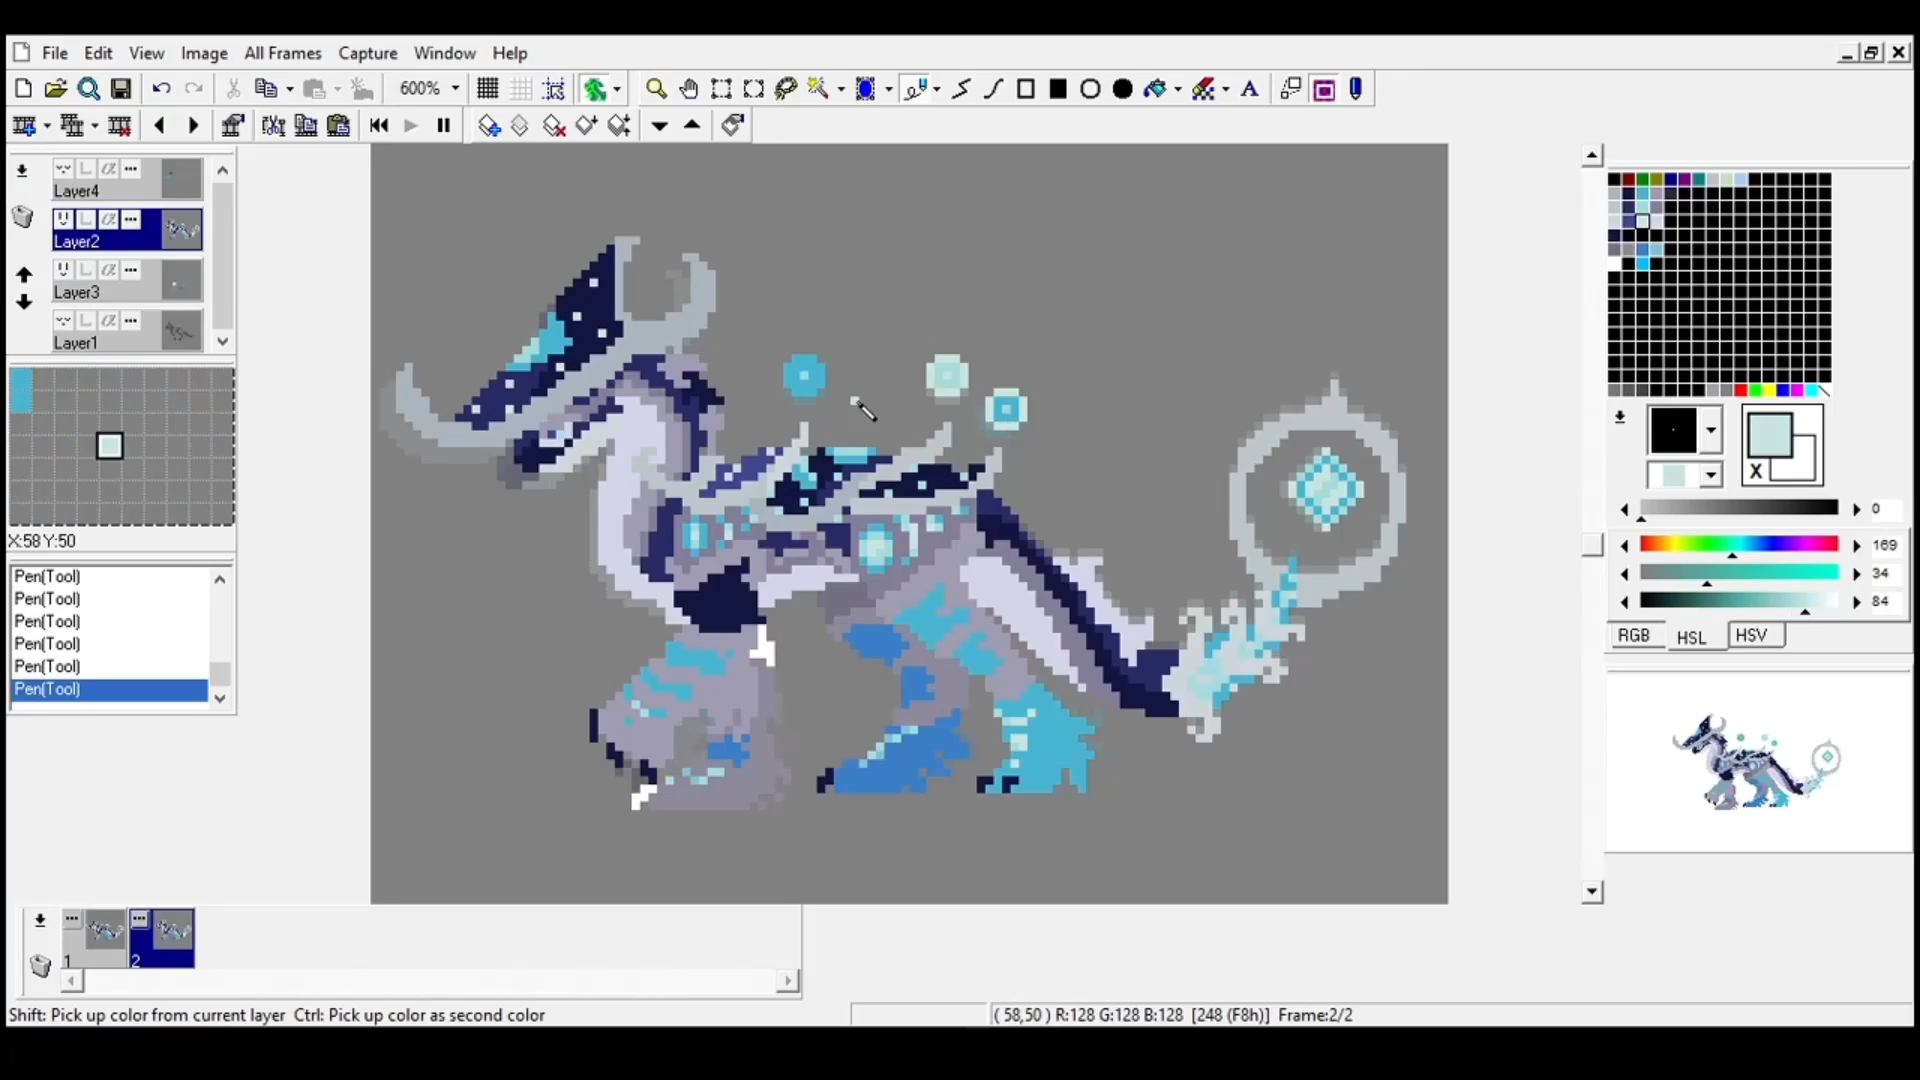 File Edit View Image All Frames Capture Window Help
600%
A
Layer4
Layer2
Layer3
Layer1
X:58 Y:50
Pen(Tool)
Pen(Tool)
Pen(Tool)
Pen(Tool)
Pen(Tool)
Pen(Tool)
X
0
169
34
84
RGB HSL HSV
1 2
Shift: Pick up color from current layer Ctrl: Pick up color as second color
( 58,50 ) R:128 G:128 B:128 [248 (F8h)] Frame:2/2